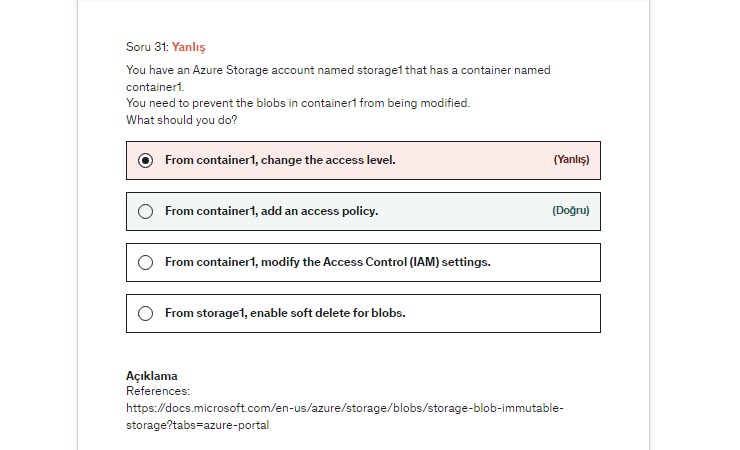 Soru 31: Yanlış
You have an Azure Storage account named storage1 that has a container named
container1.
You need to prevent the blobs in container1 from being modified.
What should you do?
From container1, change the access level. (Yanlış)
From container1, add an access policy. (Doğru)
From container1, modify the Access Control (IAM) settings.
From storage1, enable soft delete for blobs.
Açıklama
References:
https://docs.microsoft.com/en-us/azure/storage/blobs/storage-blob-immutable-
storage?tabs=azure-portal